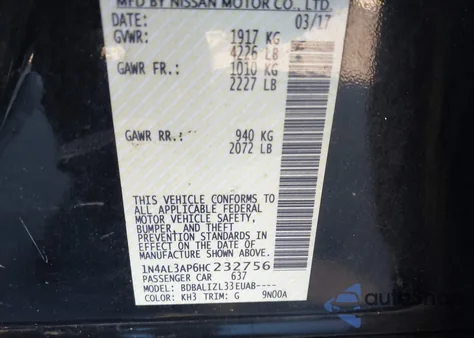 MFD BY NISSAN MOTOR CO., LTD.
DATE: 03/17
GVWR: 1917 KG
4226 LB
GAWR FR.: 1010 KG
2227 LB
GAWR RR.: 940 KG
2072 LB
THIS VEHICLE CONFORMS TO
ALL APPLICABLE FEDERAL
MOTOR VEHICLE SAFETY,
BUMPER, AND THEFT
PREVENTION STANDARDS IN
EFFECT ON THE DATE OF
MANUFACTURE SHOWN ABOVE.
1N4AL3AP6HC232756
PASSENGER CAR 637
MODEL: BDBALIZL33EUAB----
COLOR: KH3 TRIM: G 9N00A